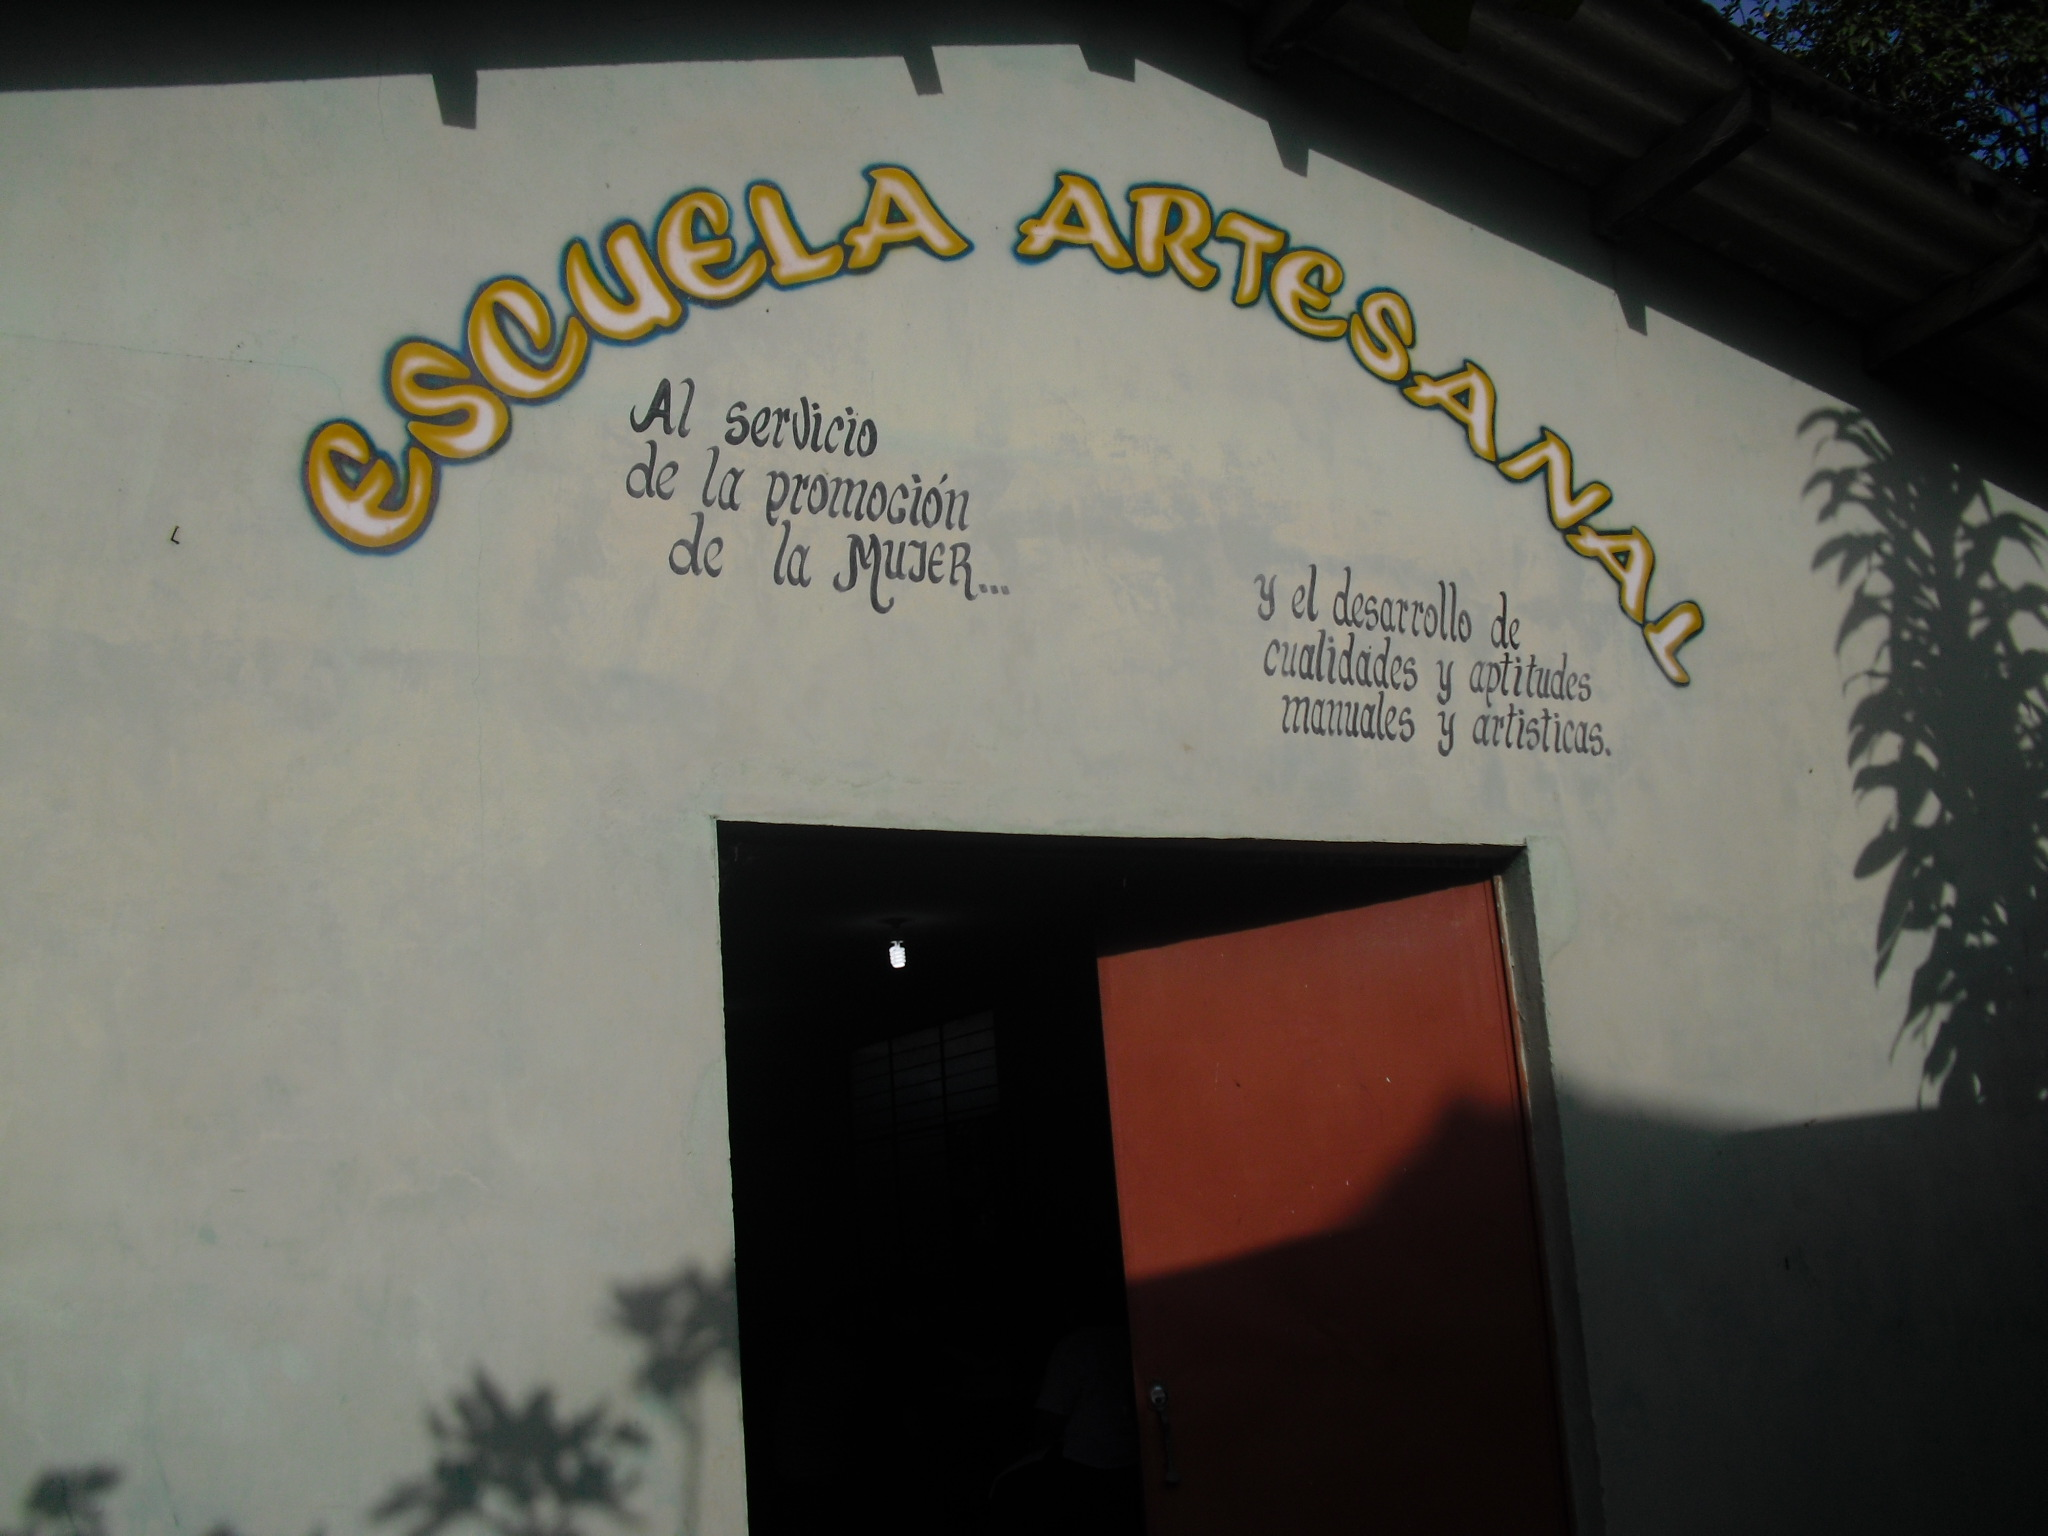 ESCUELA ARTESANAL
Al servicio
de la promoción
de la MUJER...
y el desarrollo de
cualidades y aptitudes
manuales y artisticas.